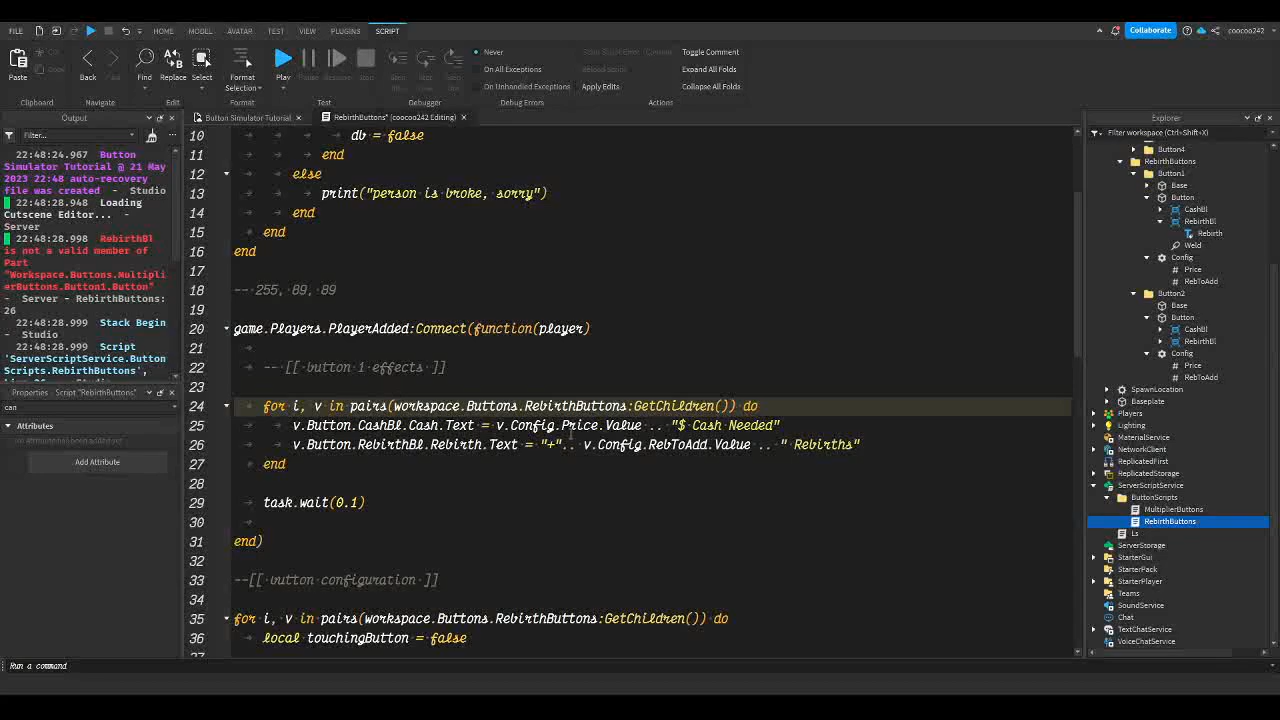 FILE HOME MODEL AVATAR TEST VIEW PLUGINS SCRIPT Collaborate coocoo242
Paste Back Find Replace Select Format Selection Play Never Toggle Comment
On All Exceptions Expand All Folds
On Unhandled Exceptions Apply Edits Collapse All Folds
Clipboard Navigate Edit Format Test Debugger Debug Errors Actions
Output
Filter...
22:48:24.967 Button
Simulator Tutorial @ 21 May
2023 22:48 auto-recovery
file was created - Studio
22:48:28.948 Loading
Cutscene Editor... -
Server
22:48:28.998 RebirthBl
is not a valid member of
Part
"Workspace.Buttons.Multipli
erButtons.Button1.Button"
- Server - RebirthButtons:
26
22:48:28.999 Stack Begin
- Studio
22:48:28.999 Script
'ServerScriptService.Button
Scripts.RebirthButtons',
Properties - Script "RebirthButtons"
can
Attributes
Add Attribute
Button Simulator Tutorial
RebirthButtons* (coocoo242 Editing)
10 db = false
11 end
12 else
13 print("person is broke, sorry")
14 end
15 end
16 end
17
18 -- 255, 89, 89
20 game.Players.PlayerAdded:Connect(function(player)
21
22 -- [[ button 1 effects ]]
23
24 for i, v in pairs(workspace.Buttons.RebirthButtons:GetChildren()) do
25 v.Button.CashBl.Cash.Text = v.Config.Price.Value .. "$ Cash Needed"
26 v.Button.RebirthBl.Rebirth.Text = "+".. v.Config.RebToAdd.Value .. " Rebirths"
27 end
28
29 task.wait(0.1)
30
31 end)
32
33 --[[ button configuration ]]
34
35 for i, v in pairs(workspace.Buttons.RebirthButtons:GetChildren()) do
36 local touchingButton = false
Explorer
Filter workspace (Ctrl+Shift+X)
Button4
RebirthButtons
Button1
Base
Button
CashBl
RebirthBl
Rebirth
Weld
Config
Price
RebToAdd
Button2
Base
Button
CashBl
RebirthBl
Config
Price
RebToAdd
SpawnLocation
Baseplate
Players
Lighting
MaterialService
NetworkClient
ReplicatedFirst
ReplicatedStorage
ServerScriptService
ButtonScripts
MultiplierButtons
RebirthButtons
Ls
ServerStorage
StarterGui
StarterPack
StarterPlayer
Teams
SoundService
Chat
TextChatService
VoiceChatService
Run a command